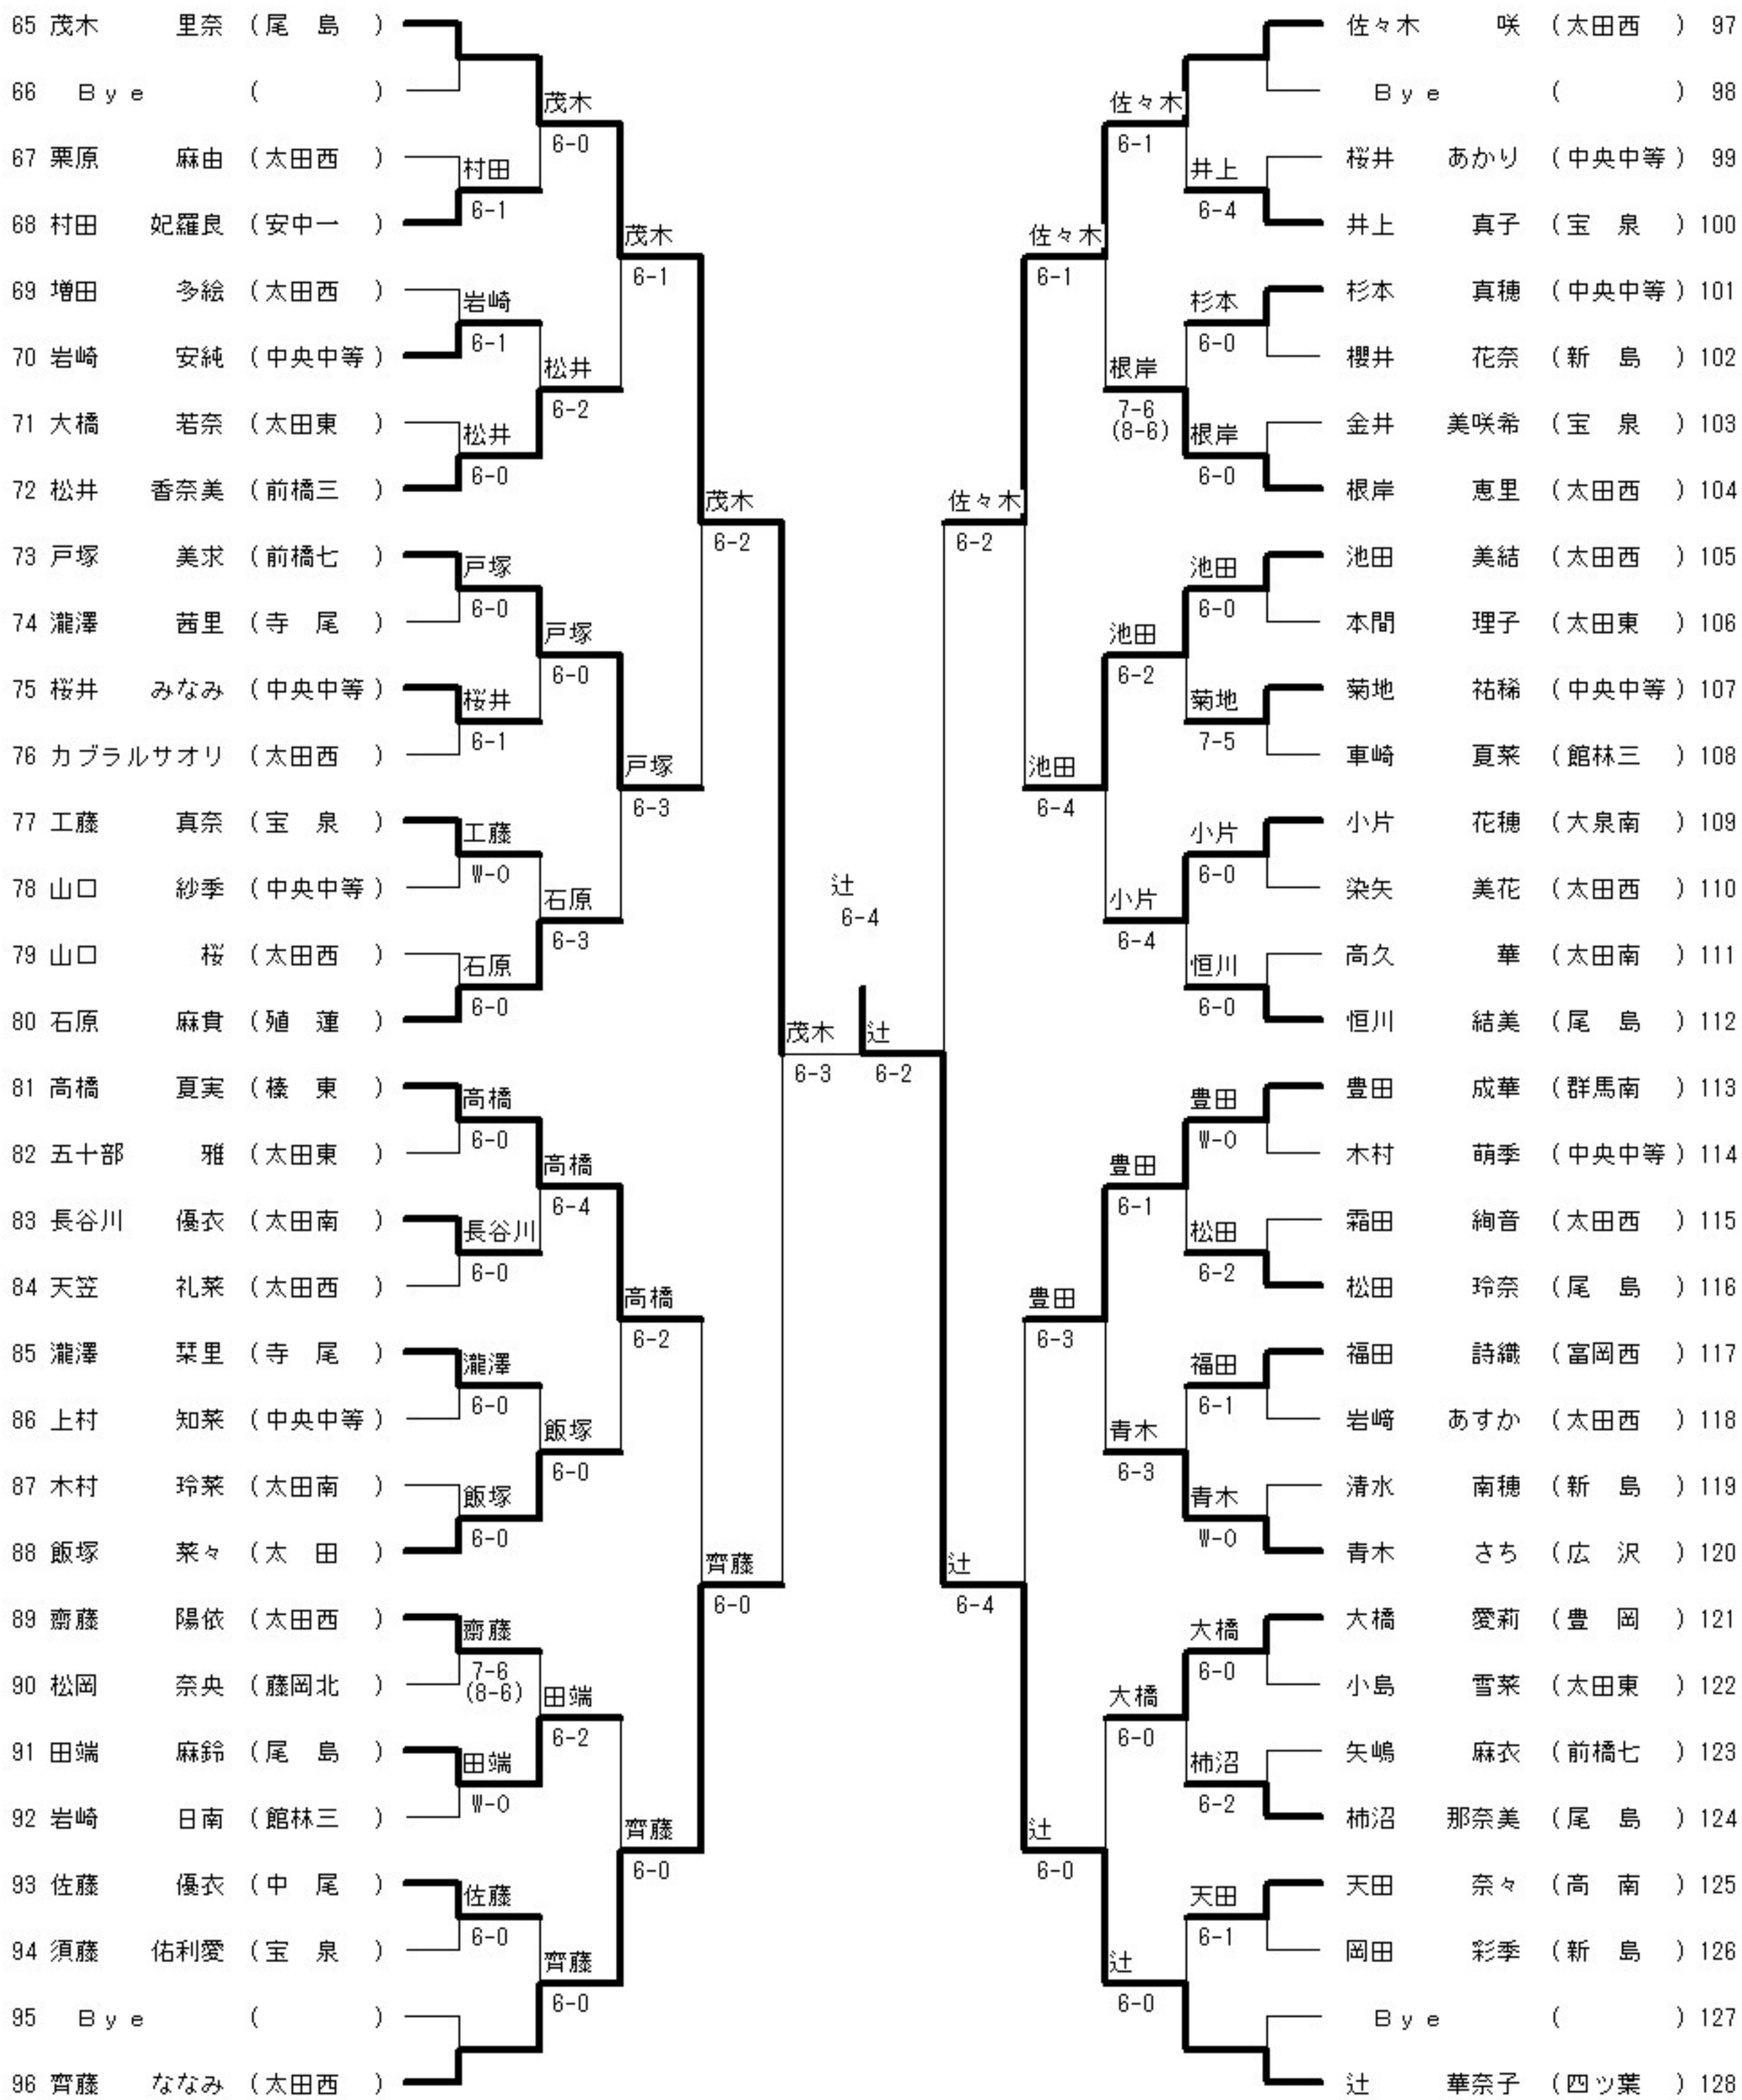 65 茂木 里奈 (尾 島 )
66 Bye ( )
67 栗原 麻由 (太田西 )
68 村田 妃羅良 (安中一 )
69 増田 多絵 (太田西 )
70 岩崎 安純 (中央中等)
71 大橋 若奈 (太田東 )
72 松井 香奈美 (前橋三 )
73 戸塚 美求 (前橋七 )
74 瀧澤 茜里 (寺 尾 )
75 桜井 みなみ (中央中等)
76 カブラルサオリ (太田西 )
77 工藤 真奈 (宝 泉 )
78 山口 紗季 (中央中等)
79 山口 桜 (太田西 )
80 石原 麻貴 (殖 蓮 )
81 高橋 夏実 (榛 東 )
82 五十部 雅 (太田東 )
83 長谷川 優衣 (太田南 )
84 天笠 礼菜 (太田西 )
85 瀧澤 栞里 (寺 尾 )
86 上村 知菜 (中央中等)
87 木村 玲菜 (太田南 )
88 飯塚 菜々 (太 田 )
89 齋藤 陽依 (太田西 )
90 松岡 奈央 (藤岡北 )
91 田端 麻鈴 (尾 島 )
92 岩崎 日南 (館林三 )
93 佐藤 優衣 (中 尾 )
94 須藤 佑利愛 (宝 泉 )
95 Bye ( )
96 齊藤 ななみ (太田西 )
村田
6-1
岩崎
6-1
松井
6-0
戸塚
6-0
桜井
6-1
工藤
W-0
石原
6-0
高橋
6-0
長谷川
6-0
瀧澤
6-0
飯塚
6-0
齋藤
7-6
(8-6)
田端
W-0
佐藤
6-0
茂木
6-0
松井
6-2
戸塚
6-0
石原
6-3
高橋
6-4
飯塚
6-0
田端
6-2
齊藤
6-0
茂木
6-1
戸塚
6-3
高橋
6-2
齊藤
6-0
茂木
6-2
齊藤
6-0
茂木
6-3
辻
6-4
辻
6-2
佐々木
6-2
辻
6-4
佐々木
6-1
池田
6-4
豊田
6-3
辻
6-0
佐々木
6-1
根岸
7-6
(8-6)
池田
6-2
小片
6-4
豊田
6-1
青木
6-3
大橋
6-0
辻
6-0
井上
6-4
杉本
6-0
根岸
6-0
池田
6-0
菊地
7-5
小片
6-0
恒川
6-0
豊田
W-0
松田
6-2
福田
6-1
青木
W-0
大橋
6-0
柿沼
6-2
天田
6-1
佐々木 咲 (太田西 ) 97
Bye ( ) 98
桜井 あかり (中央中等) 99
井上 真子 (宝 泉 ) 100
杉本 真穂 (中央中等) 101
櫻井 花奈 (新 島 ) 102
金井 美咲希 (宝 泉 ) 103
根岸 恵里 (太田西 ) 104
池田 美結 (太田西 ) 105
本間 理子 (太田東 ) 106
菊地 祐稀 (中央中等) 107
車崎 夏菜 (館林三 ) 108
小片 花穂 (大泉南 ) 109
染矢 美花 (太田西 ) 110
高久 華 (太田南 ) 111
恒川 結美 (尾 島 ) 112
豊田 成華 (群馬南 ) 113
木村 萌季 (中央中等) 114
霜田 絢音 (太田西 ) 115
松田 玲奈 (尾 島 ) 116
福田 詩織 (富岡西 ) 117
岩﨑 あすか (太田西 ) 118
清水 南穂 (新 島 ) 119
青木 さち (広 沢 ) 120
大橋 愛莉 (豊 岡 ) 121
小島 雪菜 (太田東 ) 122
矢嶋 麻衣 (前橋七 ) 123
柿沼 那奈美 (尾 島 ) 124
天田 奈々 (高 南 ) 125
岡田 彩季 (新 島 ) 126
Bye ( ) 127
辻 華奈子 (四ツ葉 ) 128